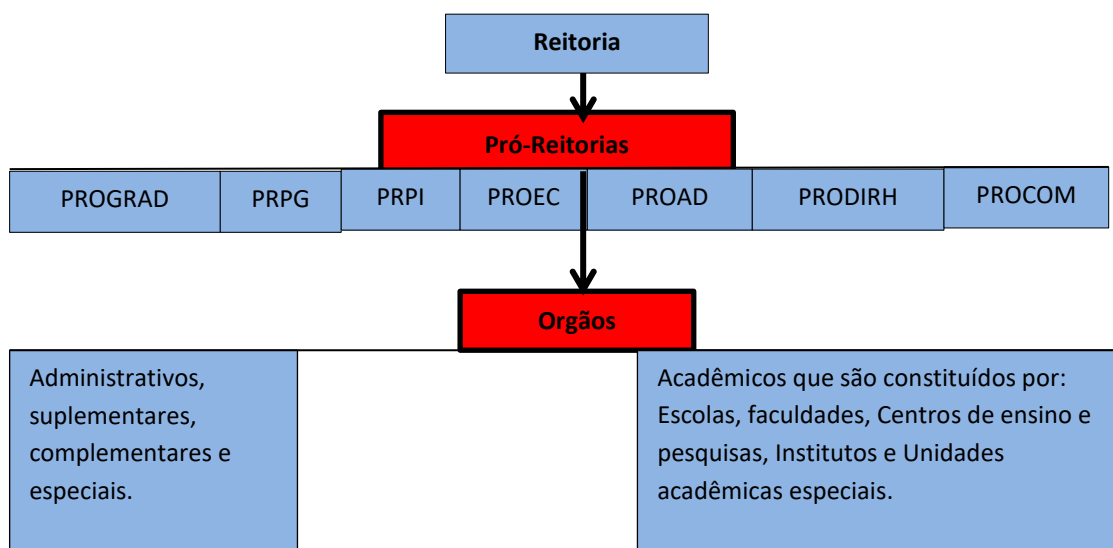 Reitoria
Pró-Reitorias
PROGRAD
PRPG
PRPI
PROEC
PROAD
PRODIRH
PROCOM
Orgãos
Administrativos,
suplementares,
complementares e
especiais.
Acadêmicos que são constituídos por:
Escolas, faculdades, Centros de ensino e
pesquisas, Institutos e Unidades
acadêmicas especiais.